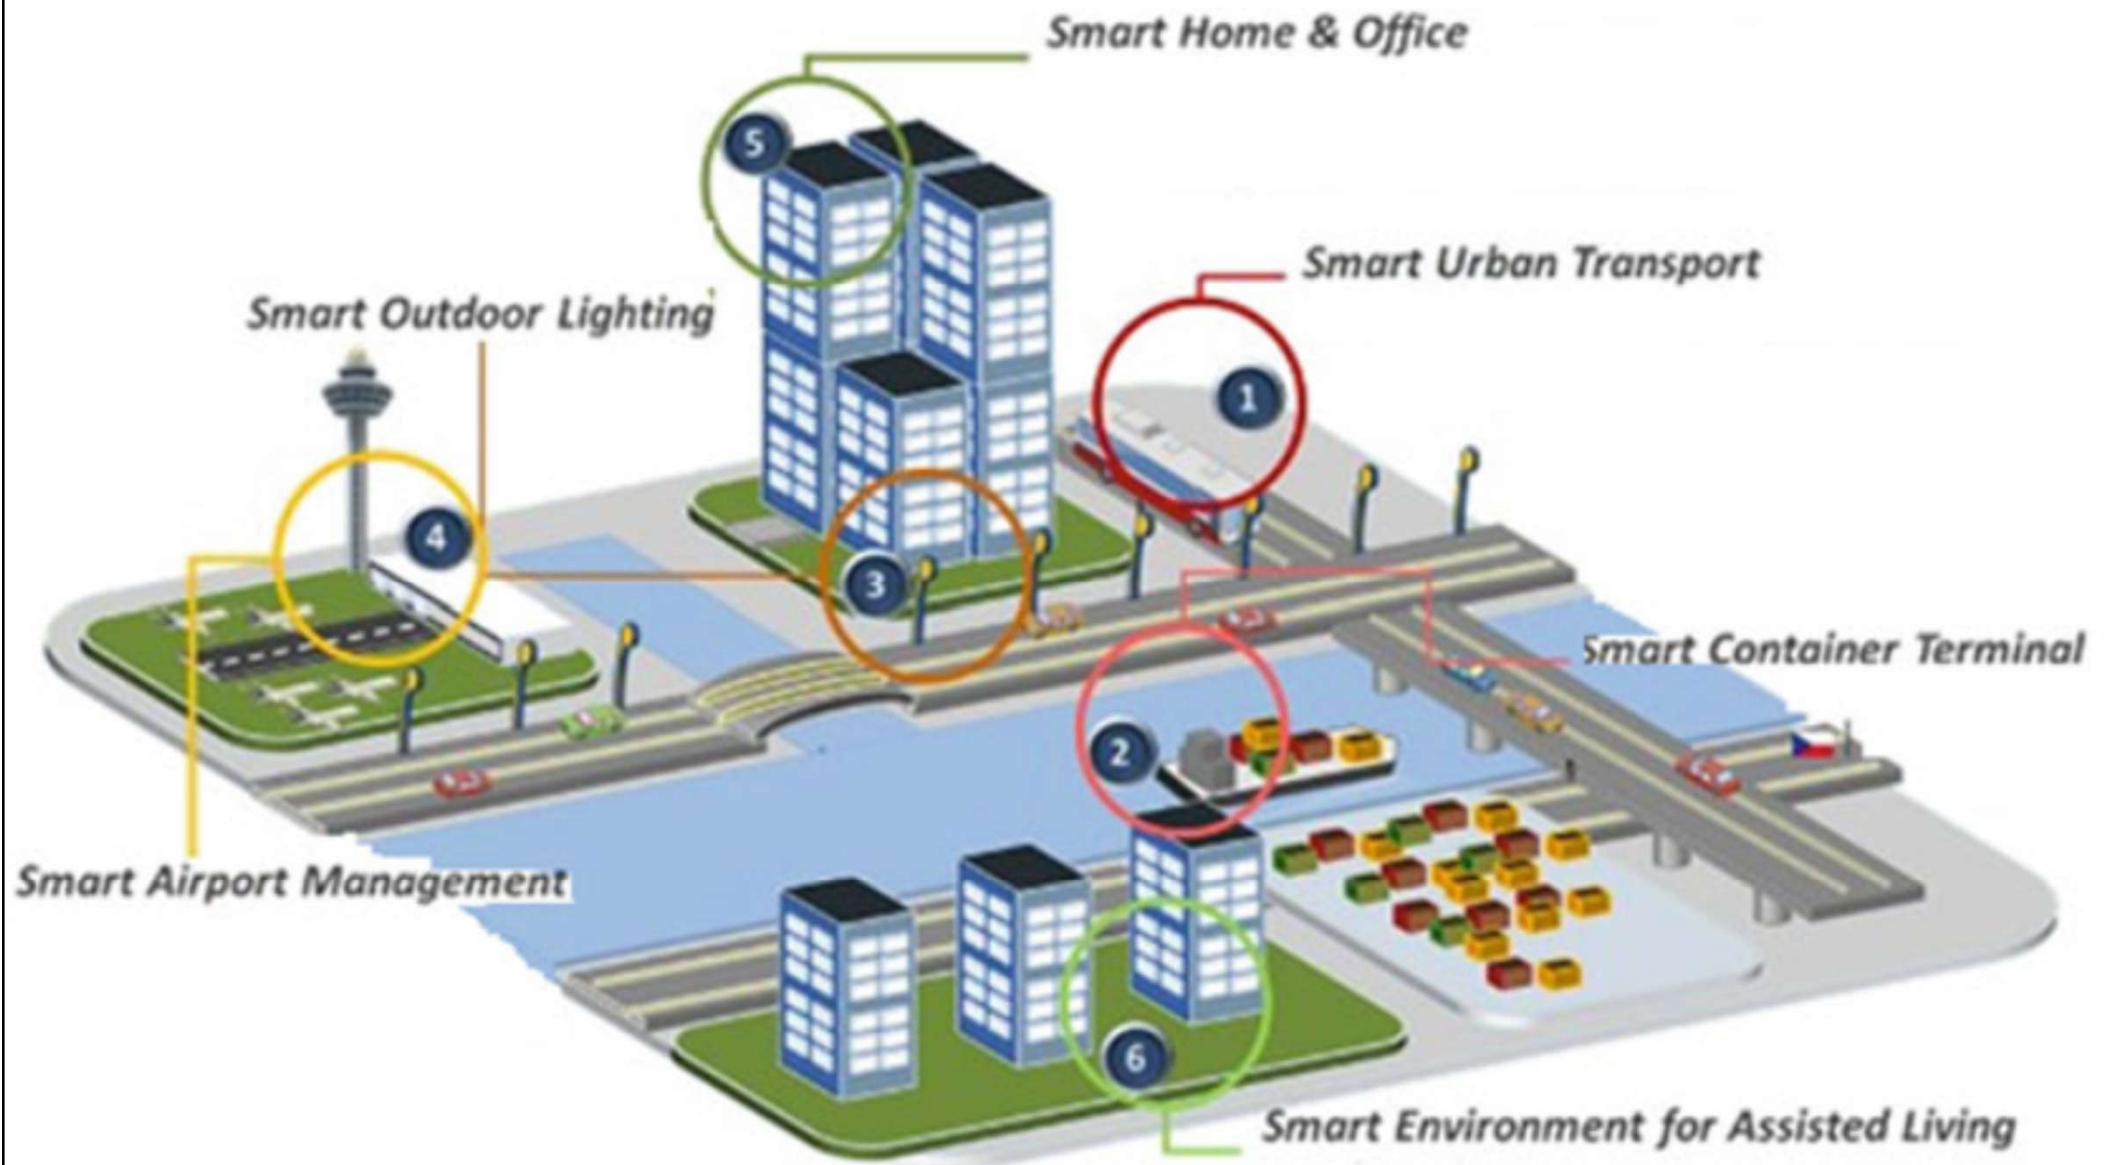 Smart Home & Office
5
Smart Urban Transport
1
Smart Outdoor Lighting
4
3
Smart Container Terminal
2
Smart Airport Management
6
Smart Environment for Assisted Living